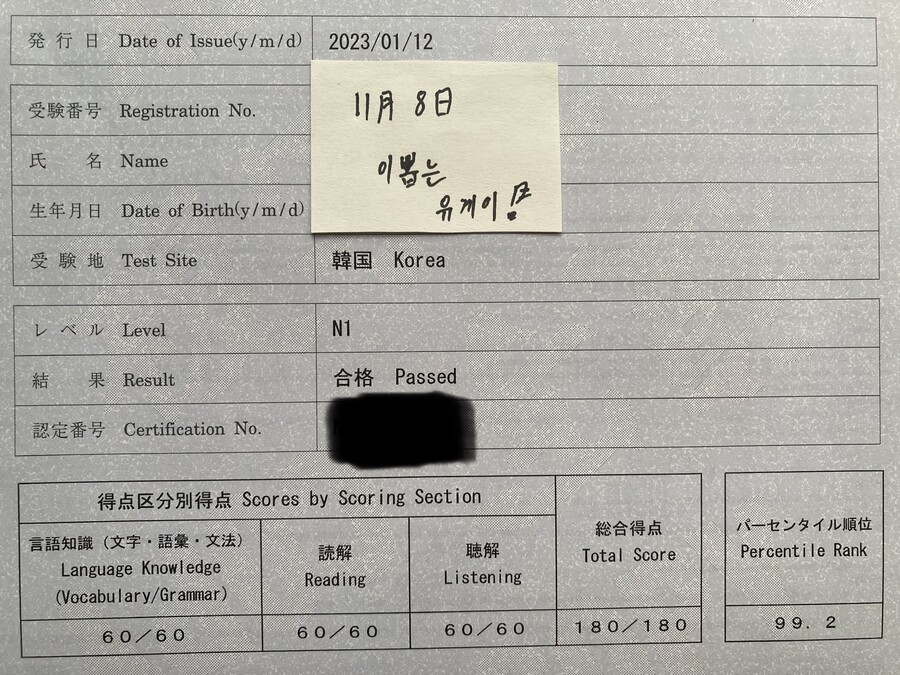 発行日 Date of Issue(y/m/d) 2023/01/12
受験番号 Registration No.
氏名 Name
生年月日 Date of Birth(y/m/d)
11月 8日
이뽑는
유게이
受験地 Test Site 韓国 Korea
レベル Level N1
結果 Result 合格 Passed
認定番号 Certification No.
得点区分別得点 Scores by Scoring Section
言語知識（文字・語彙・文法）
Language Knowledge
(Vocabulary/Grammar)
読解
Reading
聴解
Listening
総合得点
Total Score
パーセンタイル順位
Percentile Rank
60／60 60／60 60／60 180／180 99.2